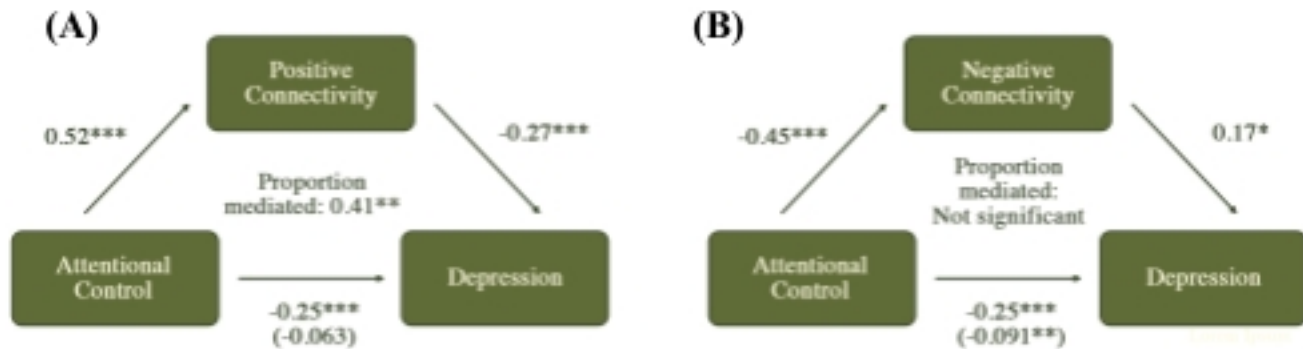 (A)
Positive
Connectivity
0.52***
-0.27***
Proportion
mediated: 0.41**
Attentional
Control
Depression
-0.25***
(-0.063)
(B)
Negative
Connectivity
-0.45***
0.17*
Proportion
mediated:
Not significant
Attentional
Control
Depression
-0.25***
(-0.091**)